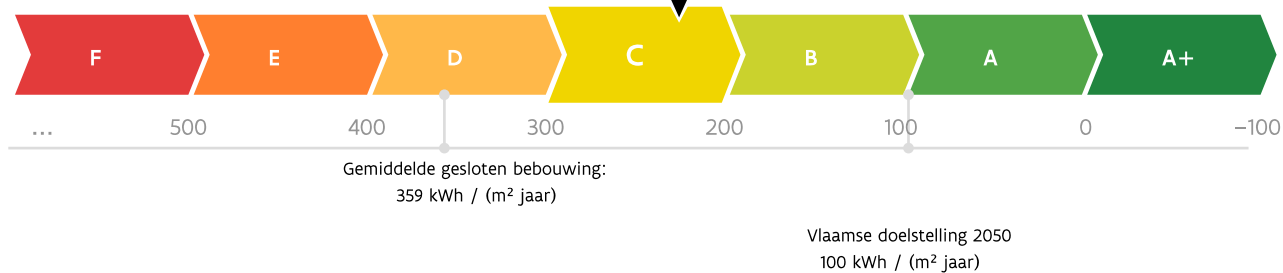 F E D C B A A+
... 500 400 300 200 100 0 −100
Gemiddelde gesloten bebouwing:
359 kWh / (m² jaar)
Vlaamse doelstelling 2050
100 kWh / (m² jaar)